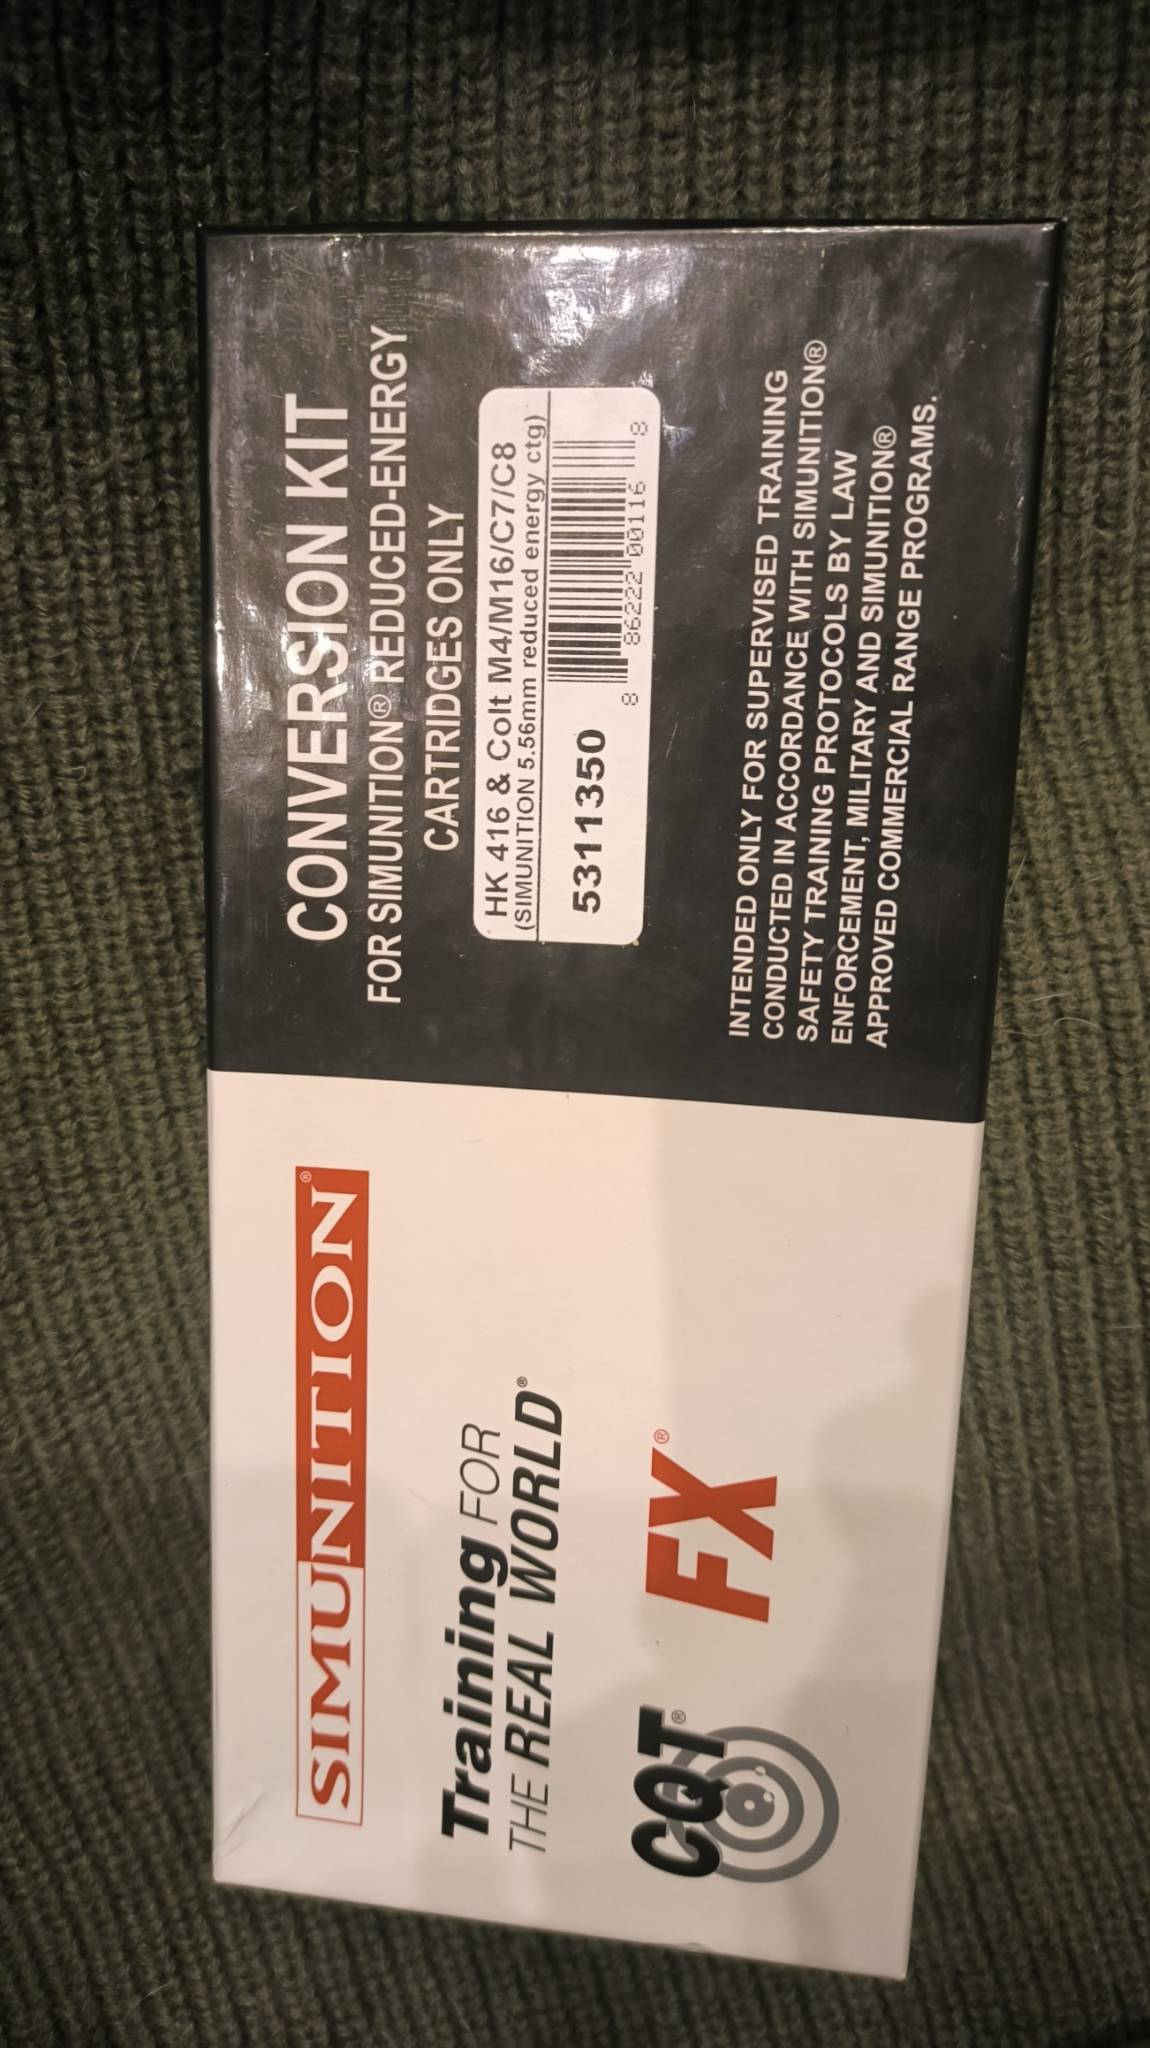 SIMUNITION®
Training FOR
THE REAL WORLD®
CQT® FX®
CONVERSION KIT
FOR SIMUNITION® REDUCED-ENERGY
CARTRIDGES ONLY
HK 416 & Colt M4/M16/C7/C8
(SIMUNITION 5.56mm reduced energy ctg)
5311350
8 86222 00116 8
INTENDED ONLY FOR SUPERVISED TRAINING
CONDUCTED IN ACCORDANCE WITH SIMUNITION®
SAFETY TRAINING PROTOCOLS BY LAW
ENFORCEMENT, MILITARY AND SIMUNITION®
APPROVED COMMERCIAL RANGE PROGRAMS.